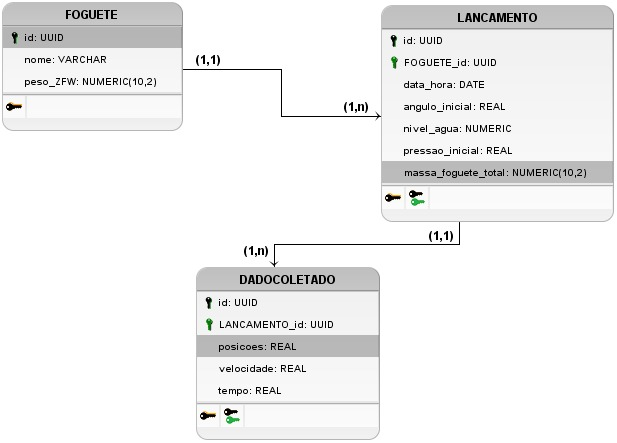 FOGUETE
id: UUID
nome: VARCHAR
peso_ZFW: NUMERIC(10,2)
(1,1)
(1,n)
LANCAMENTO
id: UUID
FOGUETE_id: UUID
data_hora: DATE
angulo_inicial: REAL
nivel_agua: NUMERIC
pressao_inicial: REAL
massa_foguete_total: NUMERIC(10,2)
(1,1)
(1,n)
DADOCOLETADO
id: UUID
LANCAMENTO_id: UUID
posicoes: REAL
velocidade: REAL
tempo: REAL